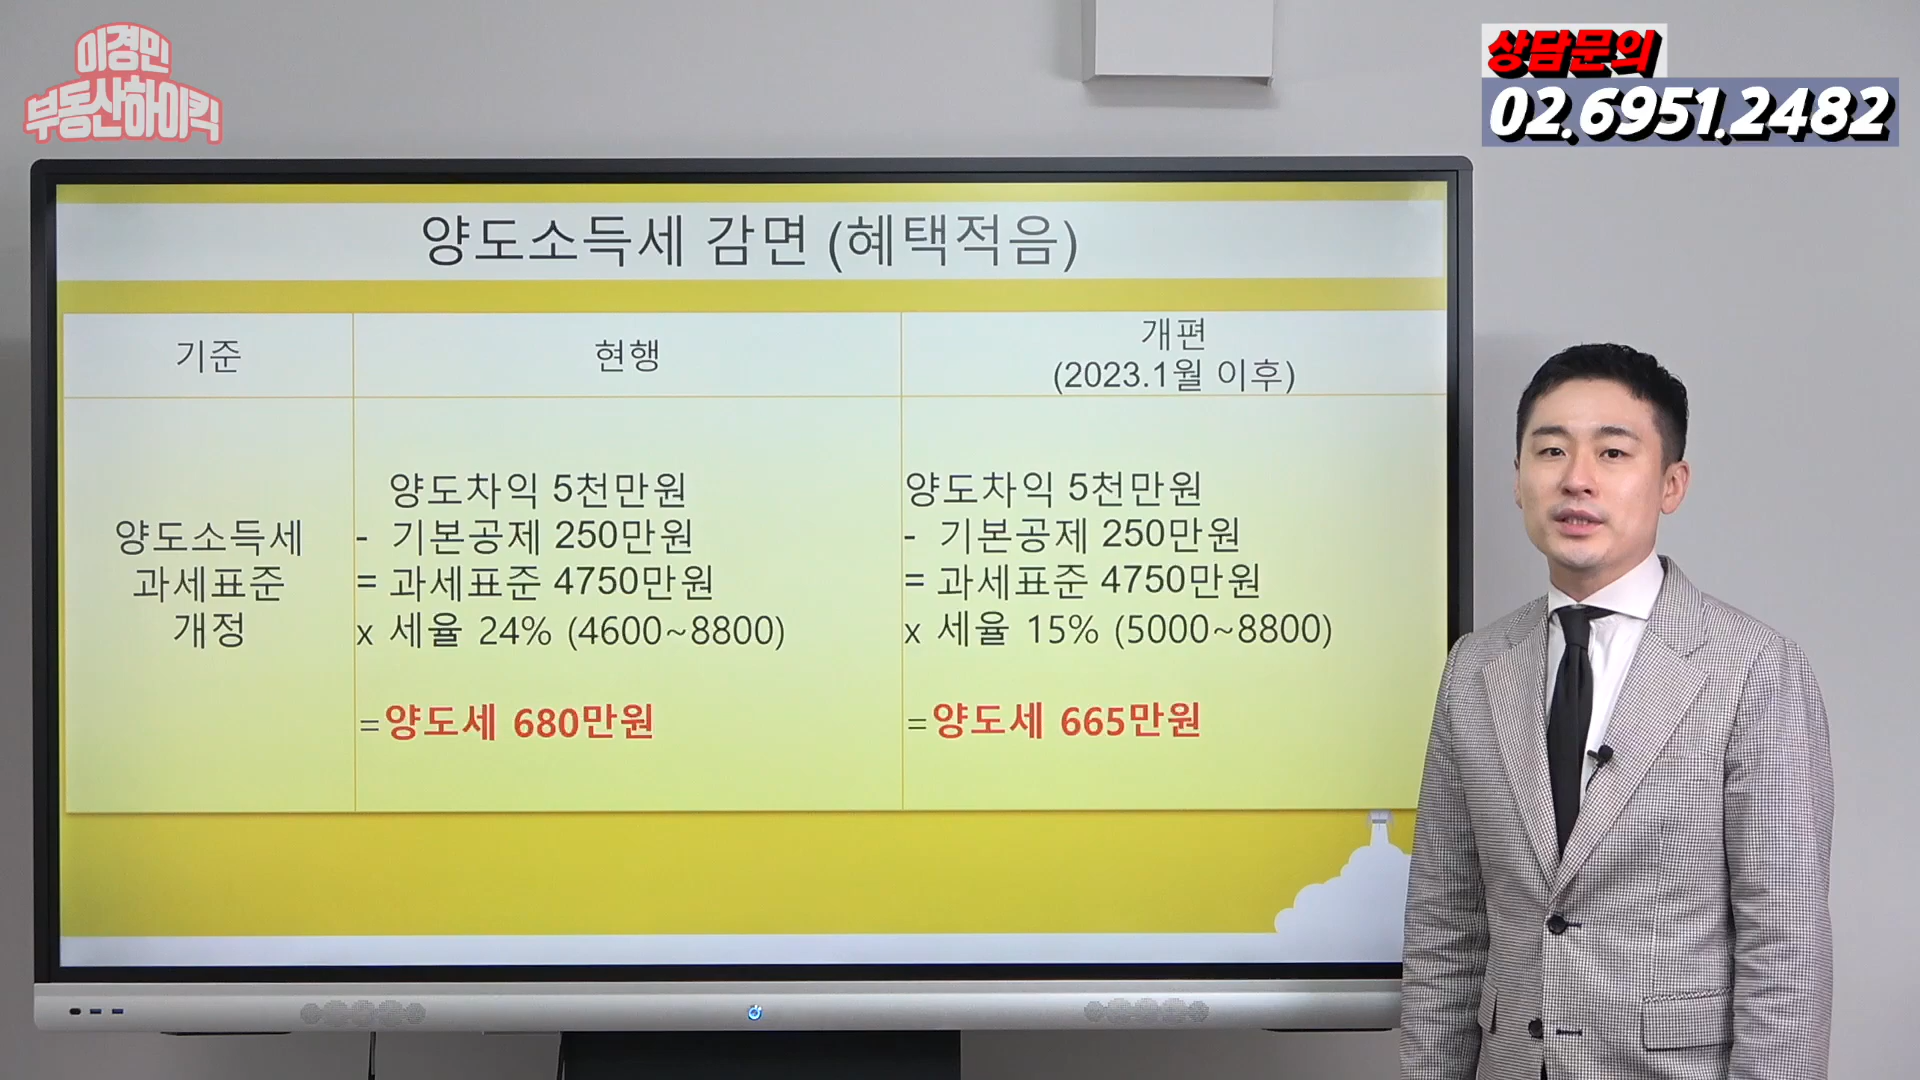 이경민
부동산하이킥
상담문의
02.6951.2482
양도소득세 감면 (혜택적음)
기준
현행
개편
(2023.1월 이후)
양도소득세
과세표준
개정
양도차익 5천만원
- 기본공제 250만원
= 과세표준 4750만원
x 세율 24% (4600~8800)
=양도세 680만원
양도차익 5천만원
- 기본공제 250만원
= 과세표준 4750만원
x 세율 15% (5000~8800)
=양도세 665만원